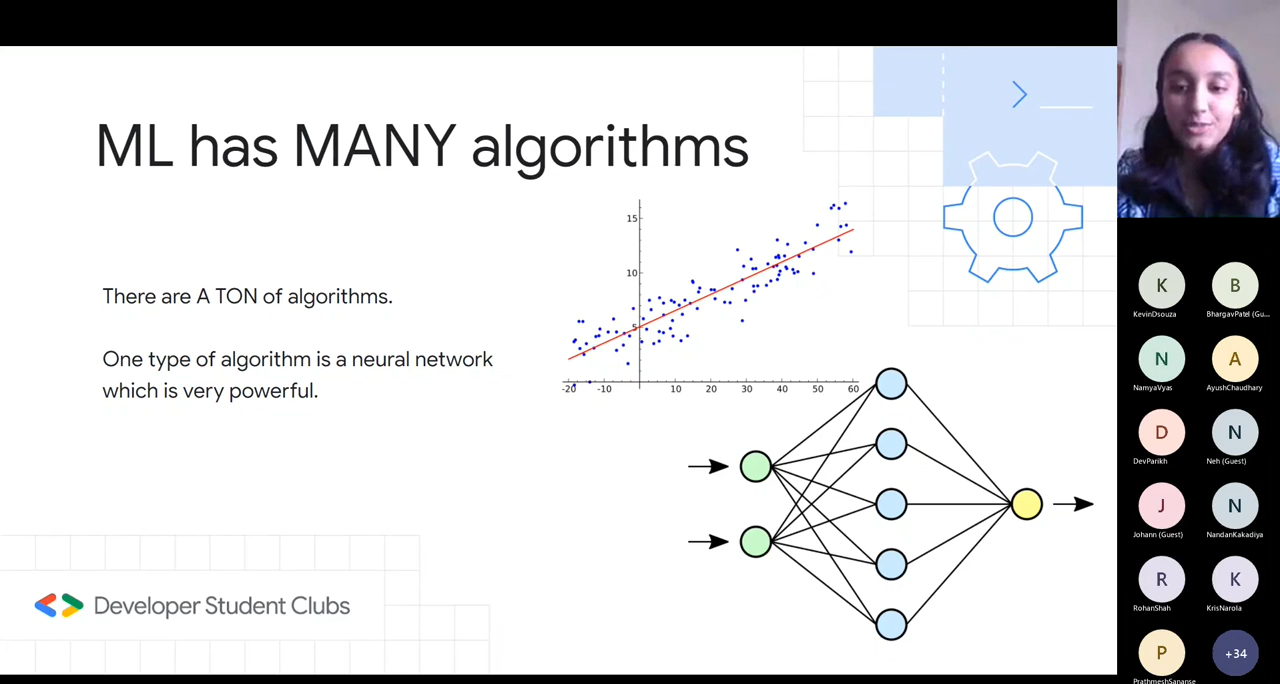 ML has MANY algorithms
There are A TON of algorithms.
One type of algorithm is a neural network
which is very powerful.
15
10
5
-20
-10
0
10
20
30
40
50
60
Developer Student Clubs
K
B
KevinDsouza
BhargavPatel (Gu...
N
A
NamyaVyas
AyushChaudhary
D
N
DevParikh
Neh (Guest)
J
N
Johann (Guest)
NandanKakadiya
R
K
RohanShah
KrisNarola
P
+34
PrathmeshSananse